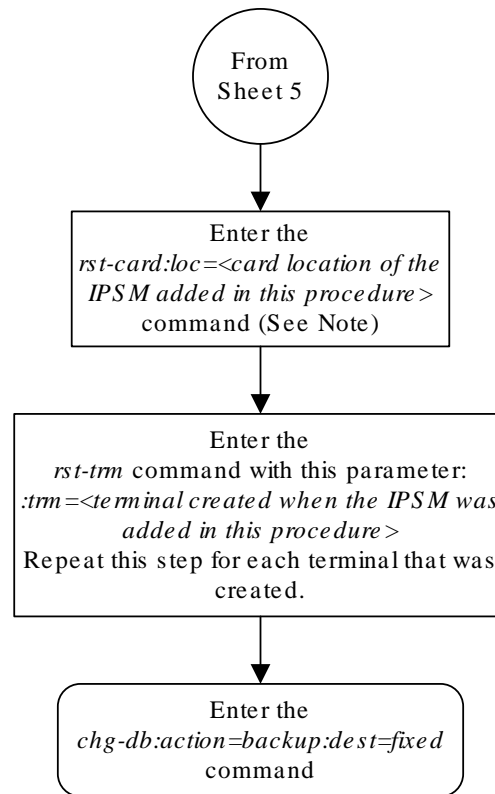 From
Sheet 5
Enter the
rst-card:loc=<card location of the
IPSM added in this procedure>
command (See Note)
Enter the
rst-trm command with this parameter:
:trm=<terminal created when the IPSM was
added in this procedure>
Repeat this step for each terminal that was
created.
Enter the
chg-db:action=backup:dest=fixed
command